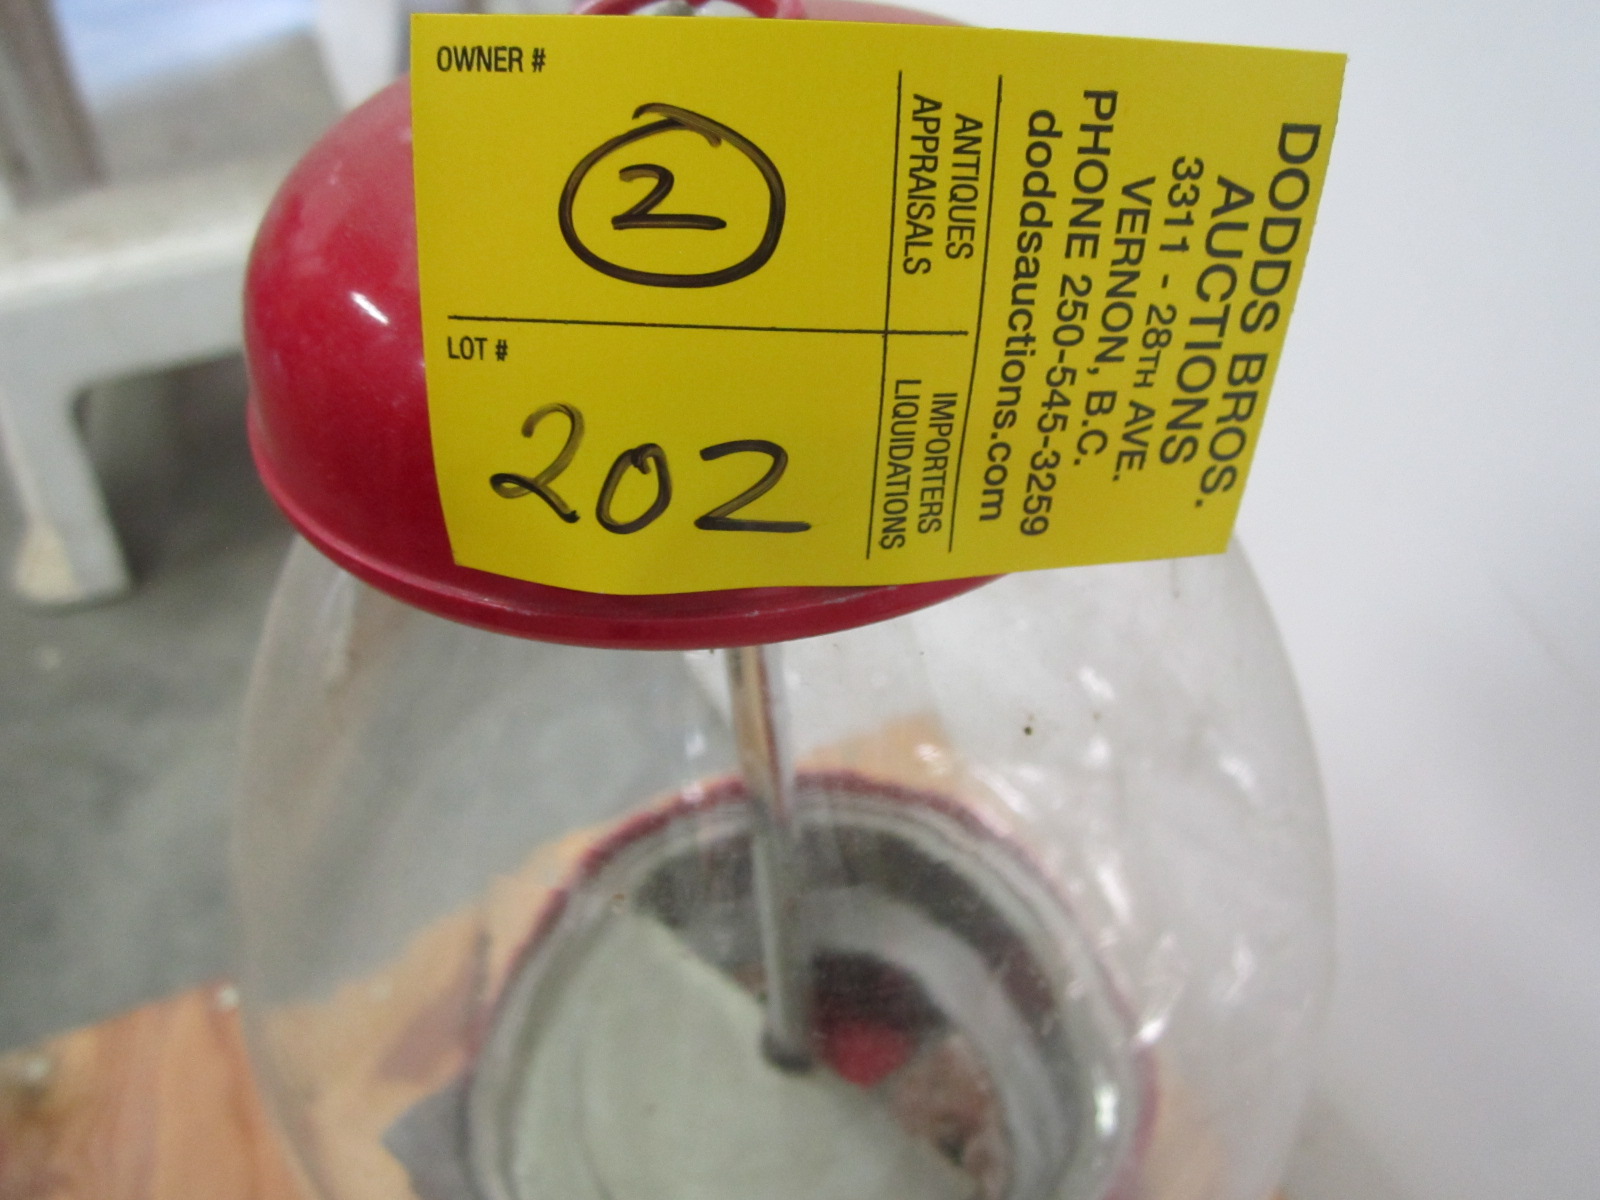 OWNER #
2
LOT #
202
DODDS BROS.
AUCTIONS
3311 - 28TH AVE.
VERNON, B.C.
PHONE 250-545-3259
doddsauctions.com
ANTIQUES
APPRAISALS
IMPORTERS
LIQUIDATIONS